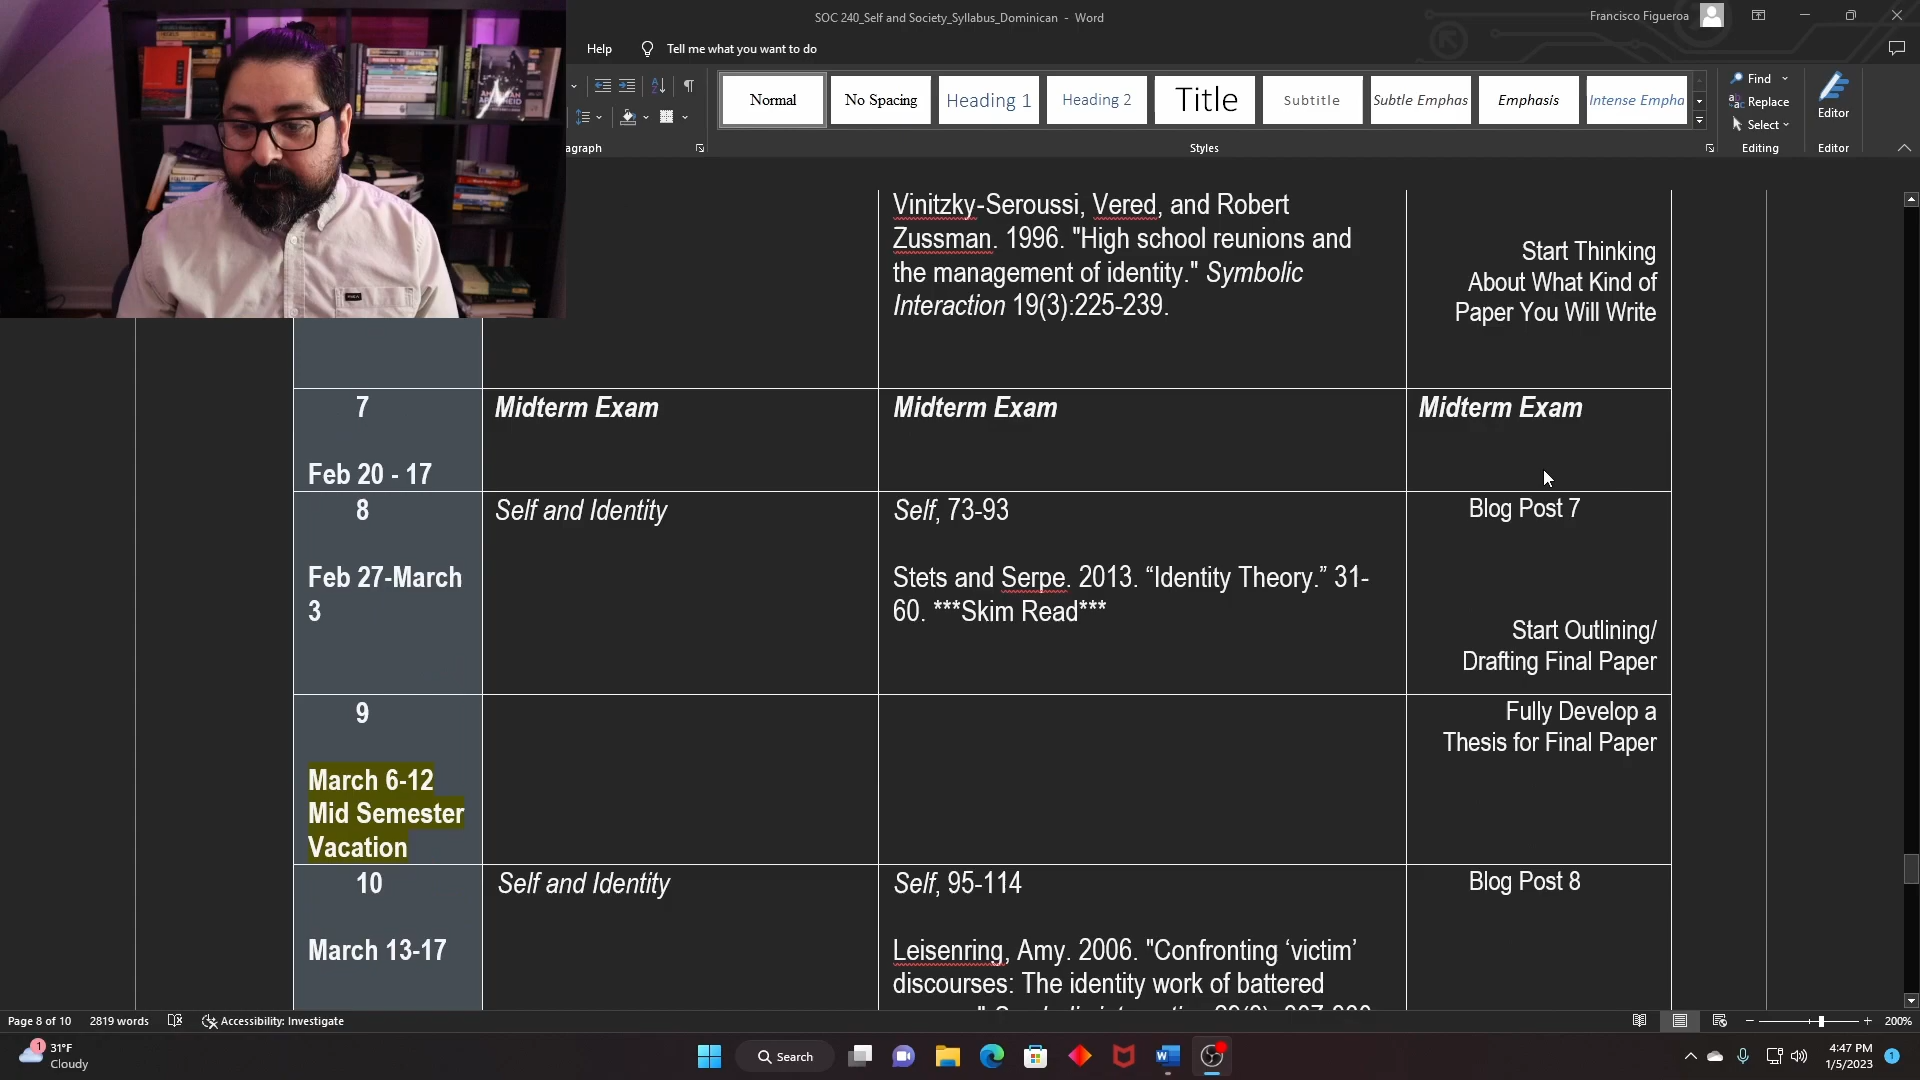 SOC 240_Self and Society_Syllabus_Dominican - Word
Francisco Figueroa
Help
Tell me what you want to do
Normal
No Spacing
Heading 1
Heading 2
Title
Subtitle
Subtle Emphas
Emphasis
Intense Empha
Find
Replace
Select
Editor
agraph
Styles
Editing
Editor
Vinitzky-Seroussi, Vered, and Robert
Zussman. 1996. "High school reunions and
the management of identity." Symbolic
Interaction 19(3):225-239.
Start Thinking
About What Kind of
Paper You Will Write
7
Feb 20 - 17
Midterm Exam
Midterm Exam
Midterm Exam
8
Feb 27-March
3
Self and Identity
Self, 73-93
Stets and Serpe. 2013. “Identity Theory.” 31-
60. ***Skim Read***
Blog Post 7
Start Outlining/
Drafting Final Paper
9
March 6-12
Mid Semester
Vacation
Fully Develop a
Thesis for Final Paper
10
March 13-17
Self and Identity
Self, 95-114
Leisenring, Amy. 2006. "Confronting ‘victim’
discourses: The identity work of battered
Blog Post 8
Page 8 of 10
2819 words
Accessibility: Investigate
200%
1
31°F
Cloudy
Search
4:47 PM
1/5/2023
1